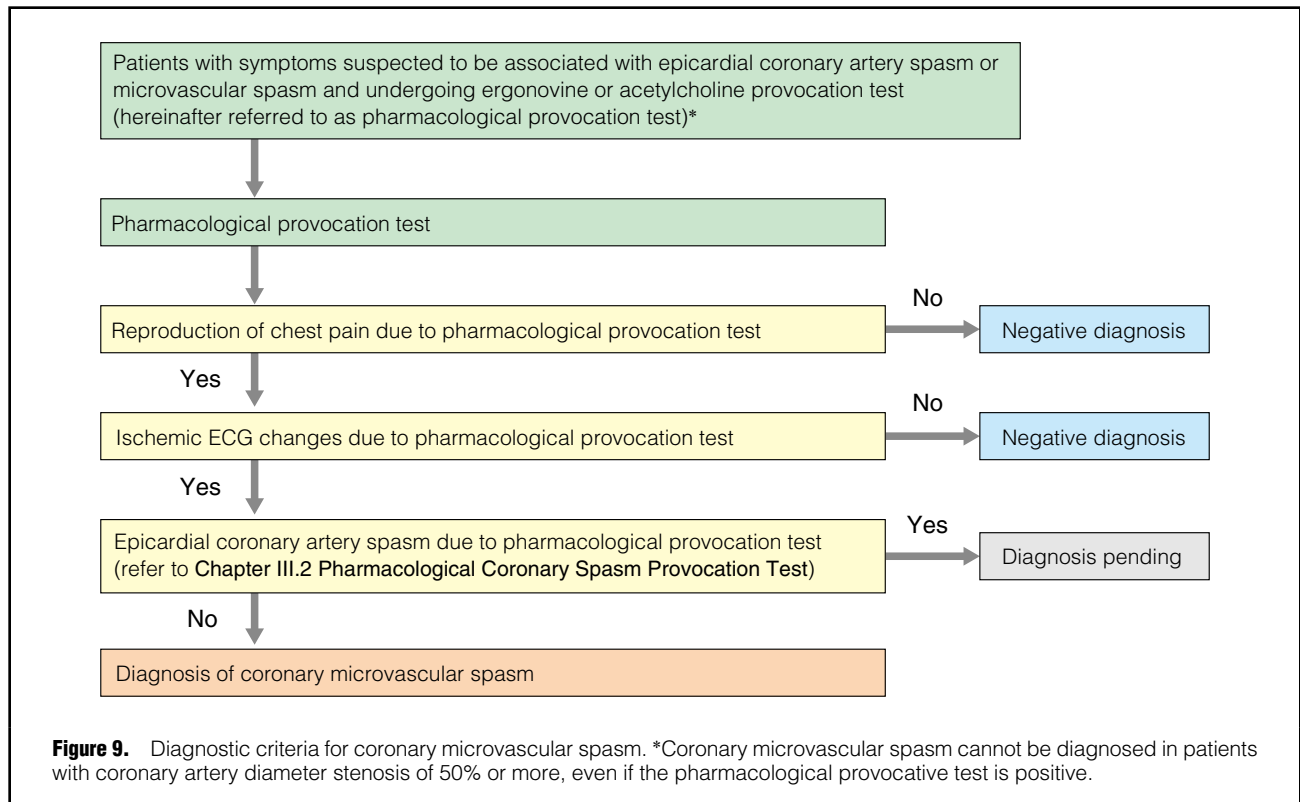 Patients with symptoms suspected to be associated with epicardial coronary artery spasm or
microvascular spasm and undergoing ergonovine or acetylcholine provocation test
(hereinafter referred to as pharmacological provocation test)*
Pharmacological provocation test
Reproduction of chest pain due to pharmacological provocation test
No
Negative diagnosis
Yes
Ischemic ECG changes due to pharmacological provocation test
No
Negative diagnosis
Yes
Epicardial coronary artery spasm due to pharmacological provocation test
(refer to Chapter III.2 Pharmacological Coronary Spasm Provocation Test)
Yes
Diagnosis pending
No
Diagnosis of coronary microvascular spasm
Figure 9. Diagnostic criteria for coronary microvascular spasm. *Coronary microvascular spasm cannot be diagnosed in patients
with coronary artery diameter stenosis of 50% or more, even if the pharmacological provocative test is positive.